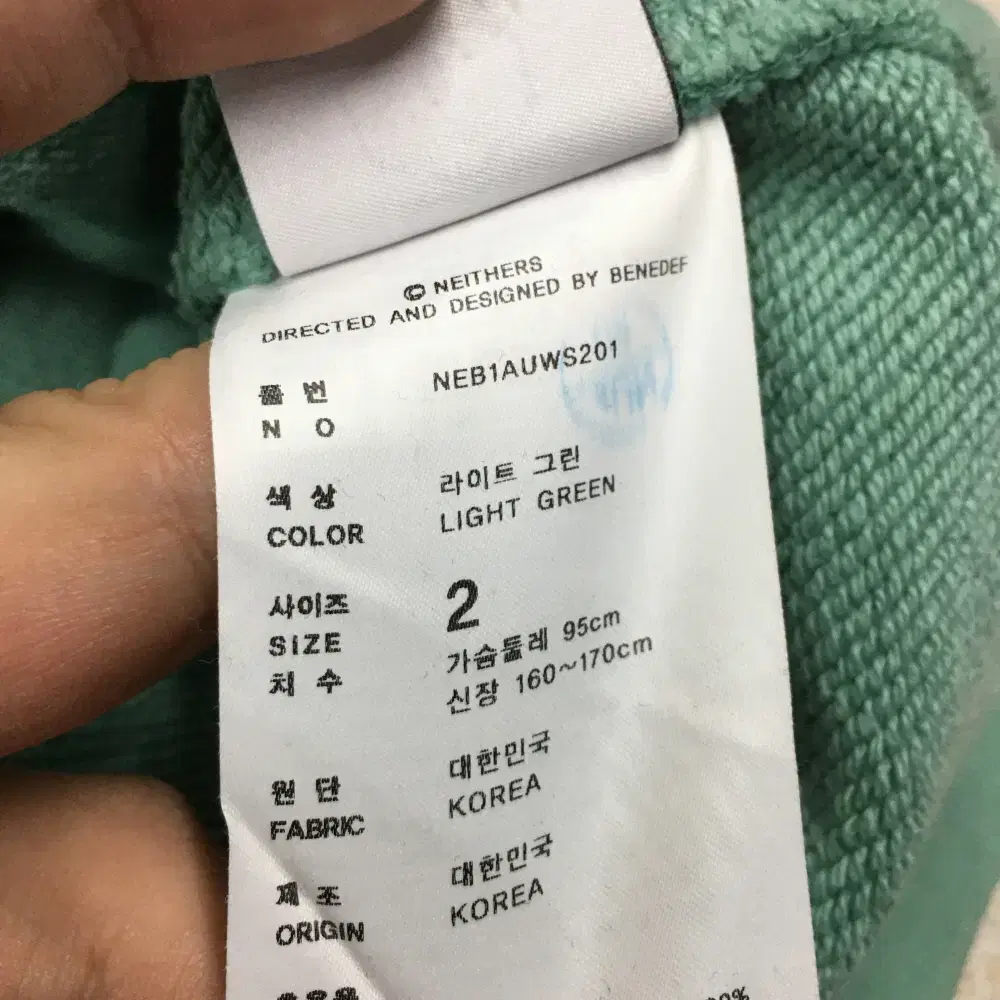 © NEITHERS
DIRECTED AND DESIGNED BY BENEDEF
품 번 NEB1AUWS201
N O
색 상 라이트 그린
COLOR LIGHT GREEN
사이즈 2
SIZE 가슴둘레 95cm
치 수 신장 160~170cm
원 단 대한민국
FABRIC KOREA
제 조 대한민국
ORIGIN KOREA